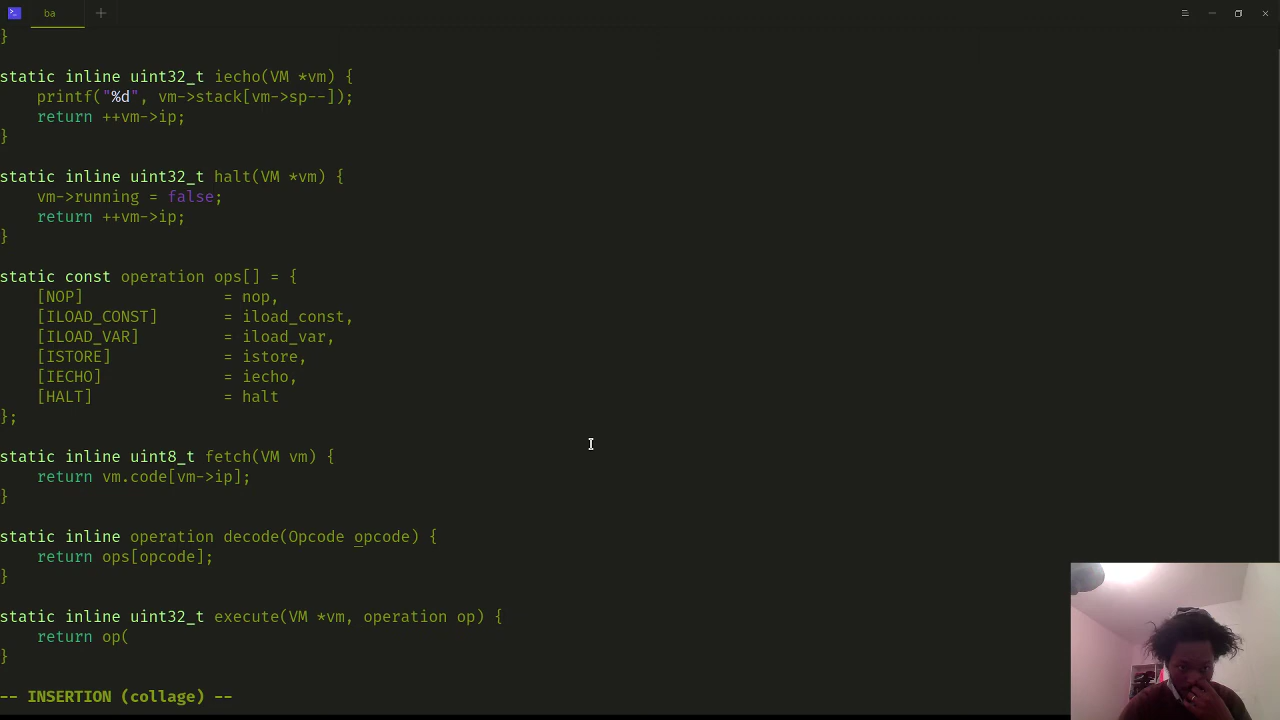 ba
}
static inline uint32_t iecho(VM *vm) {
    printf("%d", vm->stack[vm->sp--]);
    return ++vm->ip;
}
static inline uint32_t halt(VM *vm) {
    vm->running = false;
    return ++vm->ip;
}
static const operation ops[] = {
    [NOP]               = nop,
    [ILOAD_CONST]       = iload_const,
    [ILOAD_VAR]         = iload_var,
    [ISTORE]            = istore,
    [IECHO]             = iecho,
    [HALT]              = halt
};
static inline uint8_t fetch(VM vm) {
    return vm.code[vm->ip];
}
static inline operation decode(Opcode opcode) {
    return ops[opcode];
}
static inline uint32_t execute(VM *vm, operation op) {
    return op(
}
-- INSERTION (collage) --